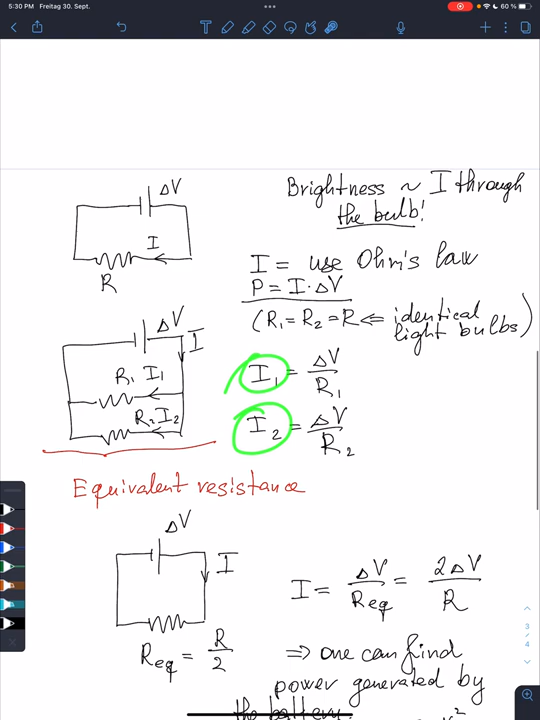 5:30 PM Freitag 30. Sept.
60 %
ΔV
I
R
Brightness ~ I through
the bulb!
I = use Ohm's law
P = I·ΔV
(R₁ = R₂ = R ⇐ identical
light bulbs)
ΔV
I
R₁ I₁
R₂ I₂
I₁ = ΔV/R₁
I₂ = ΔV/R₂
Equivalent resistance
ΔV
I
Req = R/2
I = ΔV/Req = 2ΔV/R
⇒ one can find
power generated by
the battery.
3
4